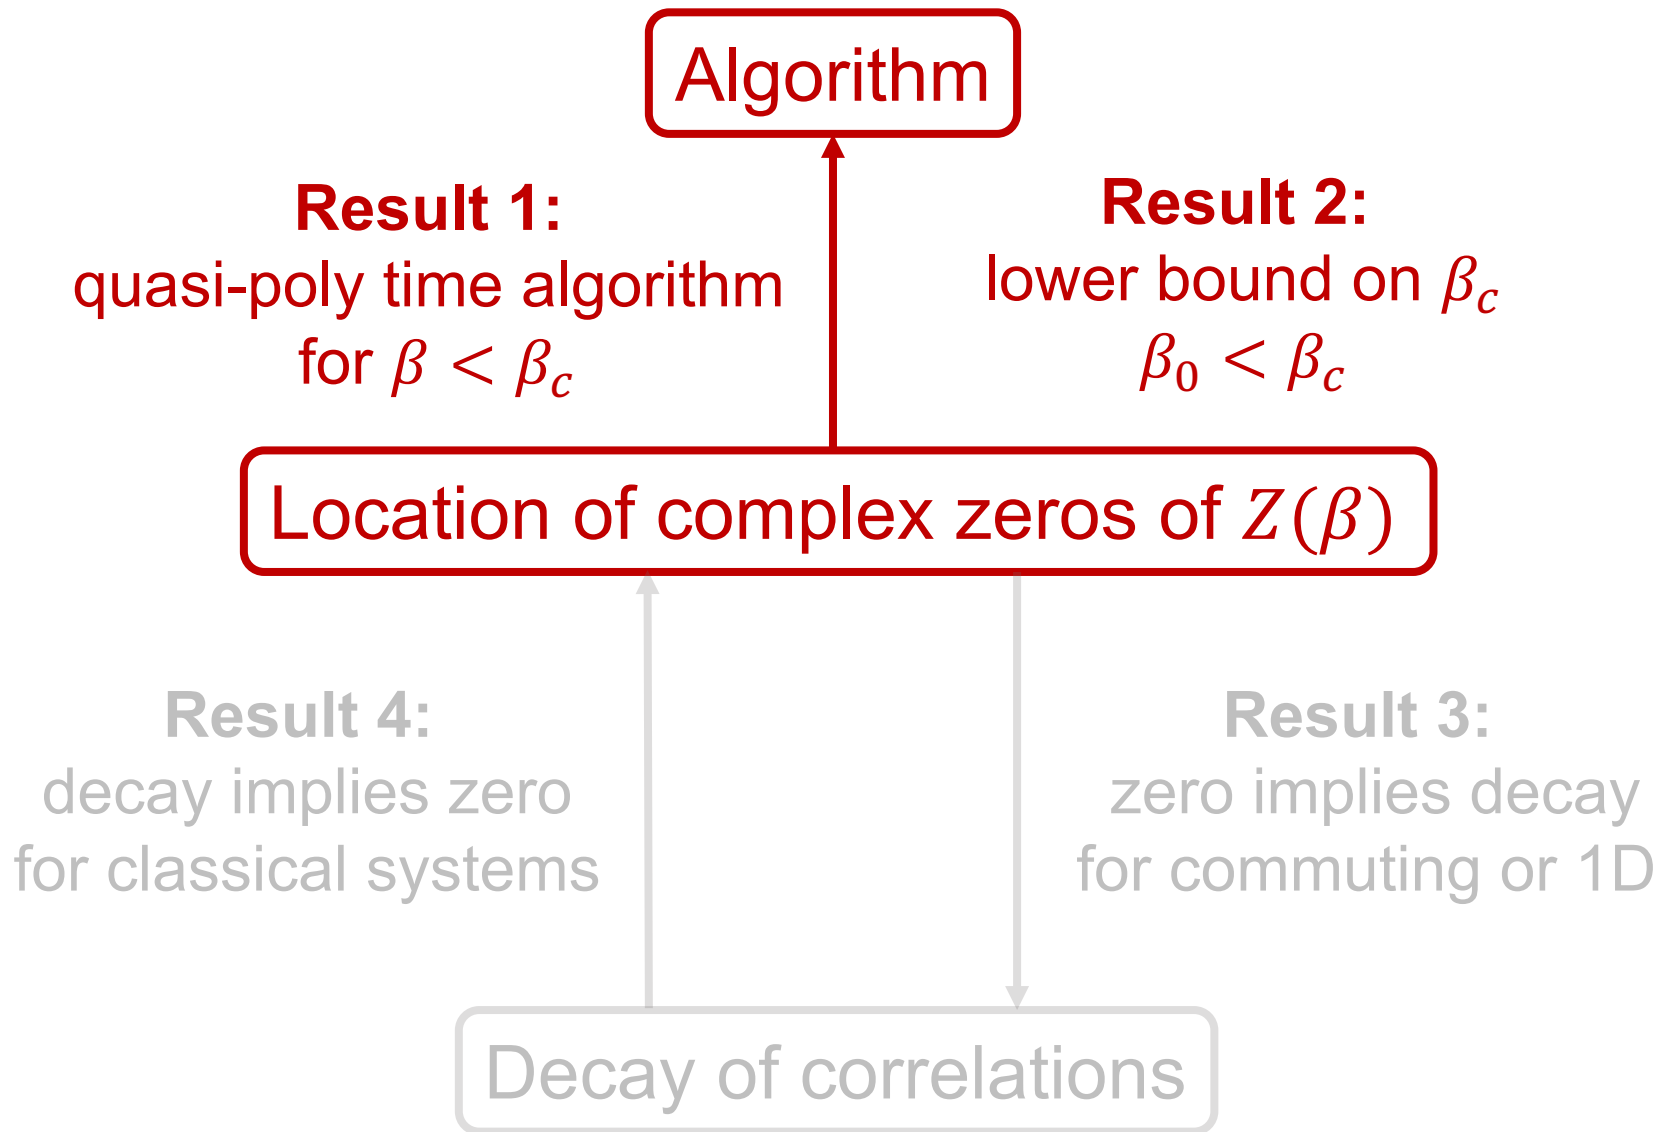 Algorithm
Result 1:
quasi-poly time algorithm
for β < β_c
Result 2:
lower bound on β_c
β_0 < β_c
Location of complex zeros of Z(β)
Result 4:
decay implies zero
for classical systems
Result 3:
zero implies decay
for commuting or 1D
Decay of correlations